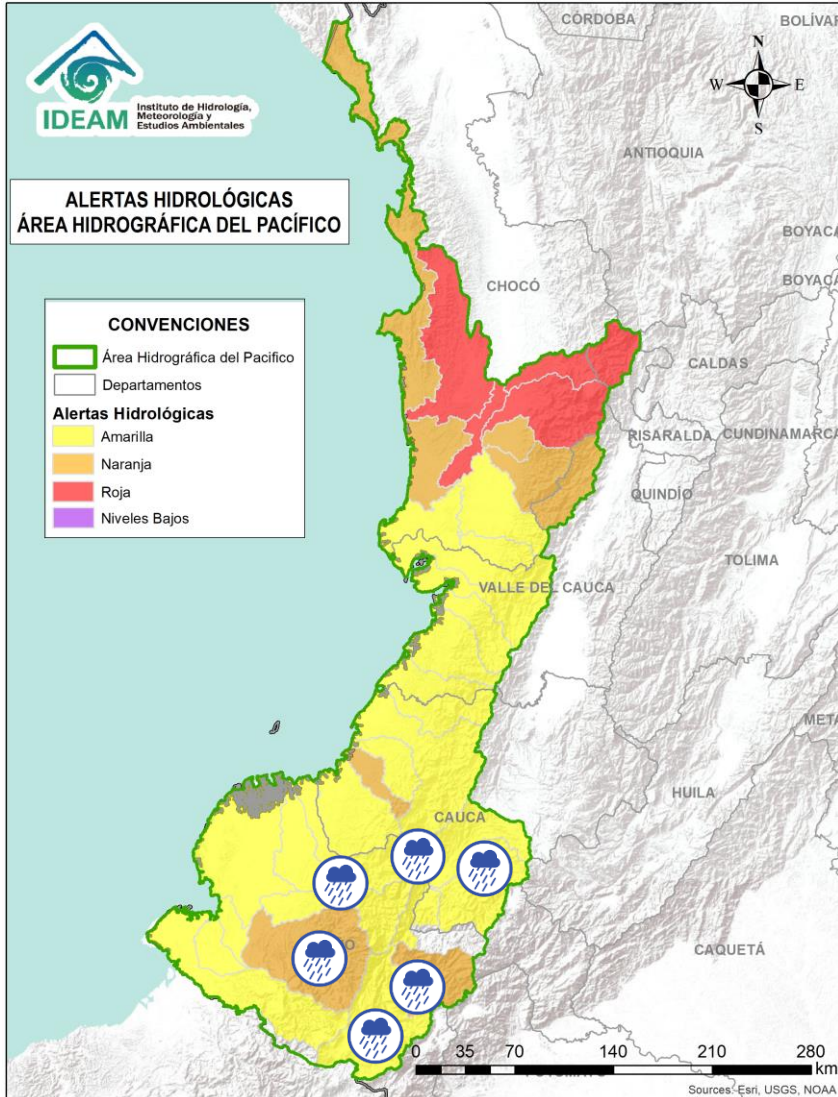 IDEAM
Instituto de Hidrología,
Meteorología y
Estudios Ambientales
ALERTAS HIDROLÓGICAS
ÁREA HIDROGRÁFICA DEL PACÍFICO
CONVENCIONES
Área Hidrográfica del Pacifico
Departamentos
Alertas Hidrológicas
Amarilla
Naranja
Roja
Niveles Bajos
N
W
E
S
CÓRDOBA
BOLÍVAR
ANTIOQUIA
BOYACÁ
BOYACÁ
CHOCÓ
CALDAS
RISARALDA
CUNDINAMARCA
QUINDÍO
TOLIMA
VALLE DEL CAUCA
META
HUILA
CAUCA
CAQUETÁ
0 35 70 140 210 280
km
Sources: Esri, USGS, NOAA